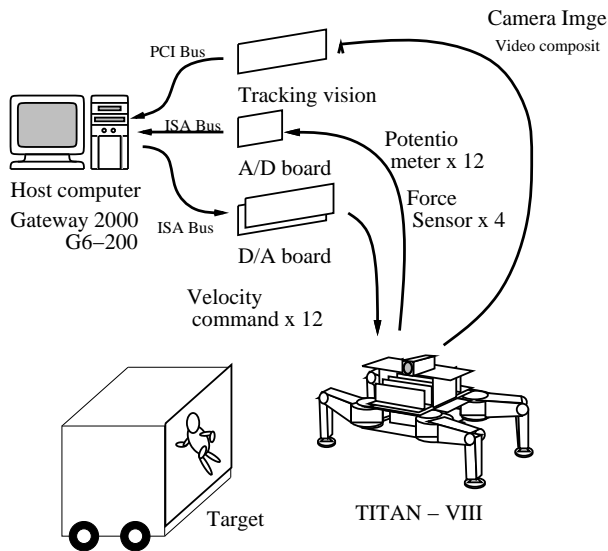 Camera Imge
Video composit
PCI Bus
Tracking vision
ISA Bus
Potentio
meter x 12
A/D board
Host computer
Gateway 2000
G6−200
Force
Sensor x 4
ISA Bus
D/A board
Velocity
command x 12
Target
TITAN − VIII